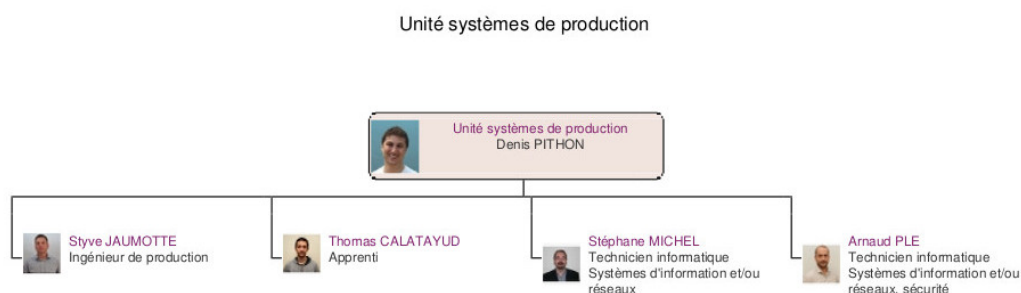 Unité systèmes de production
Unité systèmes de production
Denis PITHON
Styve JAUMOTTE
Ingénieur de production
Thomas CALATAYUD
Apprenti
Stéphane MICHEL
Technicien informatique
Systèmes d'information et/ou
réseaux
Arnaud PLE
Technicien informatique
Systèmes d'information et/ou
réseaux, sécurité